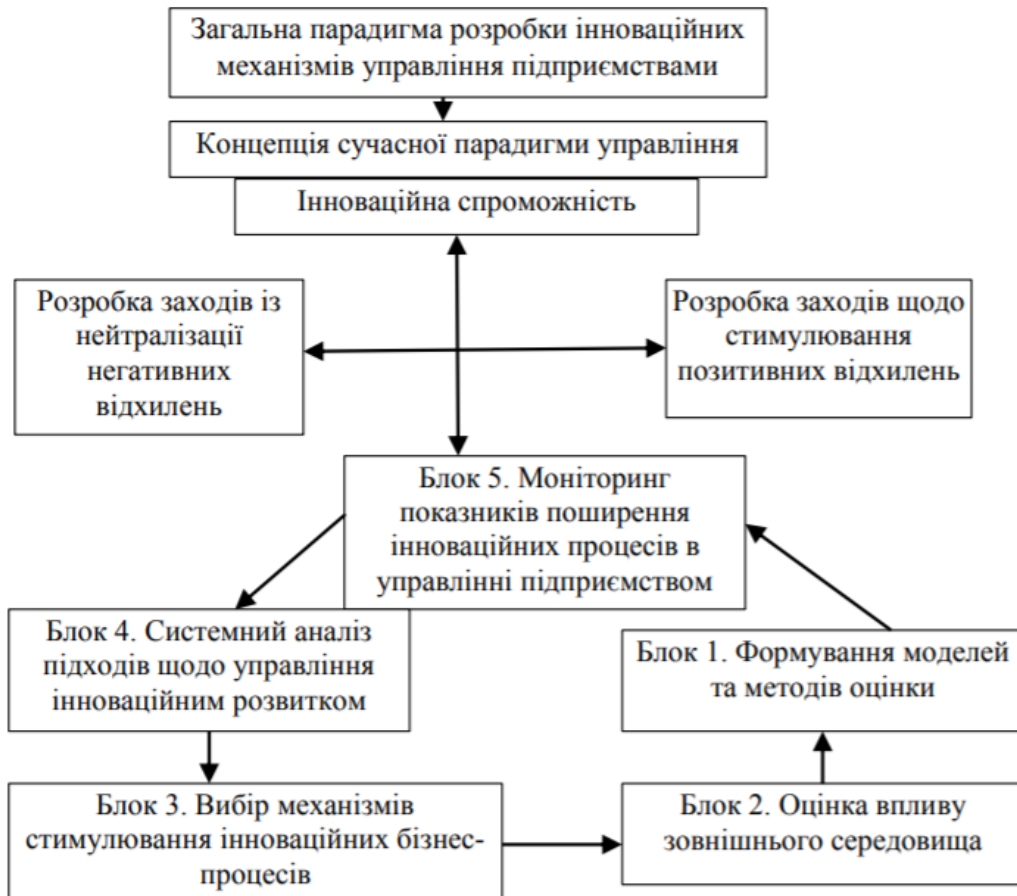 Загальна парадигма розробки інноваційних
механізмів управління підприємствами
Концепція сучасної парадигми управління
Інноваційна спроможність
Розробка заходів із
нейтралізації
негативних
відхилень
Розробка заходів щодо
стимулювання
позитивних відхилень
Блок 5. Моніторинг
показників поширення
інноваційних процесів в
управлінні підприємством
Блок 4. Системний аналіз
підходів щодо управління
інноваційним розвитком
Блок 1. Формування моделей
та методів оцінки
Блок 3. Вибір механізмів
стимулювання інноваційних бізнес-
процесів
Блок 2. Оцінка впливу
зовнішнього середовища